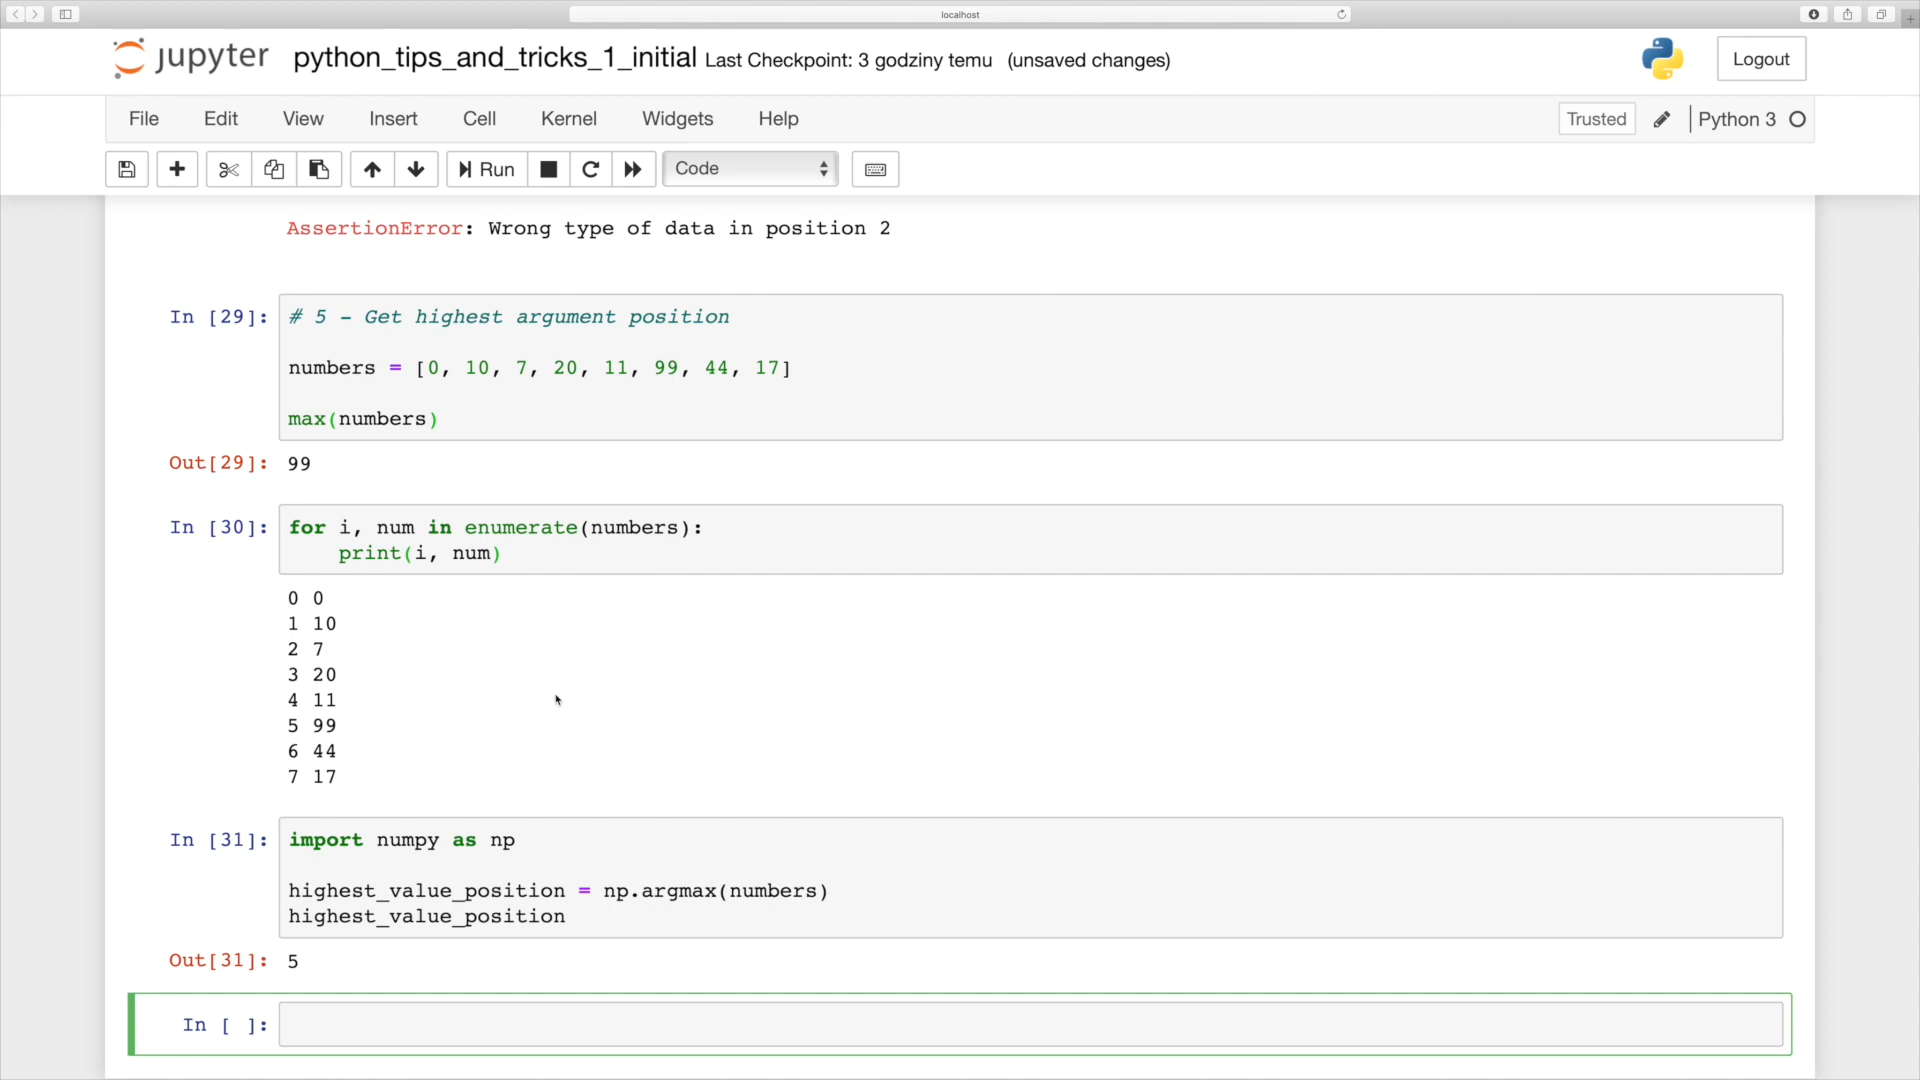 localhost
jupyter python_tips_and_tricks_1_initial Last Checkpoint: 3 godziny temu (unsaved changes) Logout
File Edit View Insert Cell Kernel Widgets Help Trusted Python 3
Run Code
AssertionError: Wrong type of data in position 2
In [29]: # 5 - Get highest argument position
numbers = [0, 10, 7, 20, 11, 99, 44, 17]
max(numbers)
Out[29]: 99
In [30]: for i, num in enumerate(numbers):
print(i, num)
0 0
1 10
2 7
3 20
4 11
5 99
6 44
7 17
In [31]: import numpy as np
highest_value_position = np.argmax(numbers)
highest_value_position
Out[31]: 5
In [ ]: